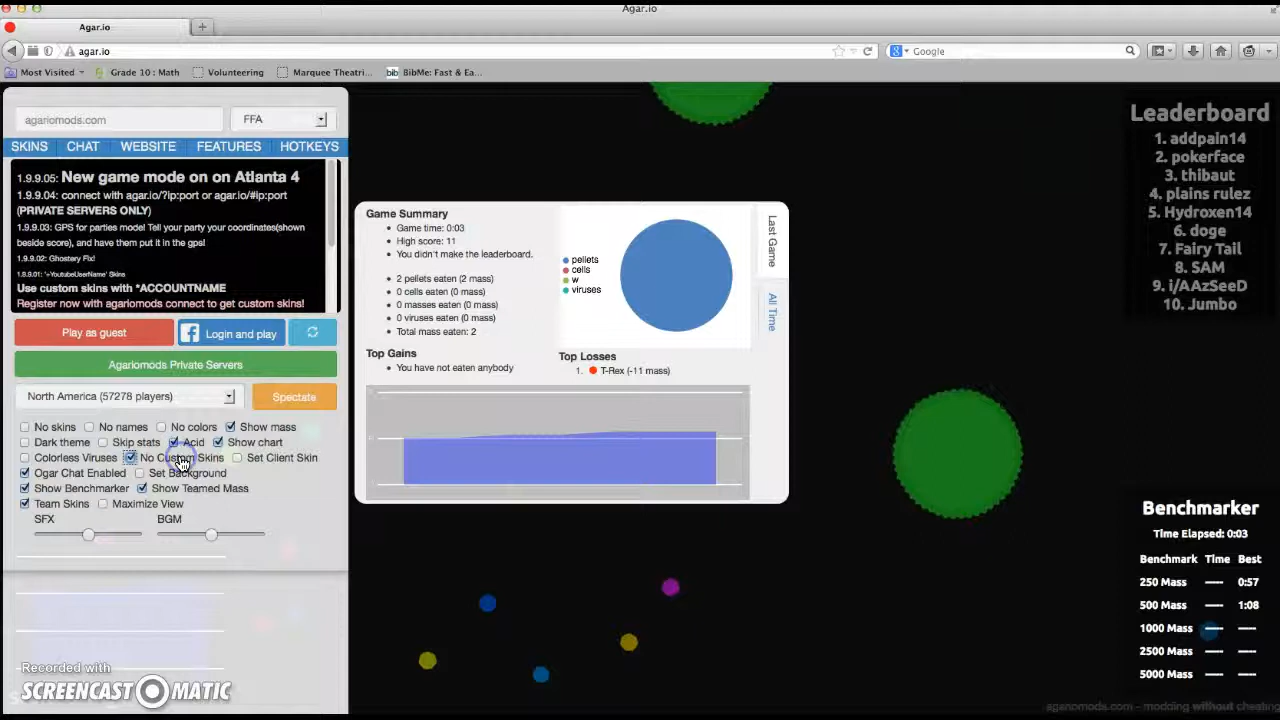 Agar.io
Agar.io
agar.io
Google
Most Visited
Grade 10 : Math
Volunteering
Marquee Theatri...
bib BibMe: Fast & Ea...
agariomods.com
FFA
SKINS CHAT WEBSITE FEATURES HOTKEYS
1.9.9.05: New game mode on on Atlanta 4
1.9.9.04: connect with agar.io/?ip:port or agar.io/#ip:port
(PRIVATE SERVERS ONLY)
1.9.9.03: GPS for parties mode! Tell your party your coordinates(shown
beside score), and have them put it in the gps!
1.9.9.02: Ghostery Fix!
1.9.9.01: '+YoutubeUserName' Skins
Use custom skins with *ACCOUNTNAME
Register now with agariomods connect to get custom skins!
Play as guest
Login and play
Agariomods Private Servers
North America (57278 players)
Spectate
No skins No names No colors Show mass
Dark theme Skip stats Acid Show chart
Colorless Viruses No Custom Skins Set Client Skin
Ogar Chat Enabled Set Background
Show Benchmarker Show Teamed Mass
Team Skins Maximize View
SFX BGM
Recorded with
SCREENCAST MATIC
Game Summary
Game time: 0:03
High score: 11
You didn't make the leaderboard.
2 pellets eaten (2 mass)
0 cells eaten (0 mass)
0 masses eaten (0 mass)
0 viruses eaten (0 mass)
Total mass eaten: 2
Top Gains
You have not eaten anybody
pellets
cells
w
viruses
Top Losses
1. T-Rex (-11 mass)
Last Game
All Time
Leaderboard
1. addpain14
2. pokerface
3. thibaut
4. plains rulez
5. Hydroxen14
6. doge
7. Fairy Tail
8. SAM
9. i/AAzSeeD
10. Jumbo
Benchmarker
Time Elapsed: 0:03
Benchmark Time Best
250 Mass ---- 0:57
500 Mass ---- 1:08
1000 Mass ---- ----
2500 Mass ---- ----
5000 Mass ---- ----
agariomods.com - modding without cheating